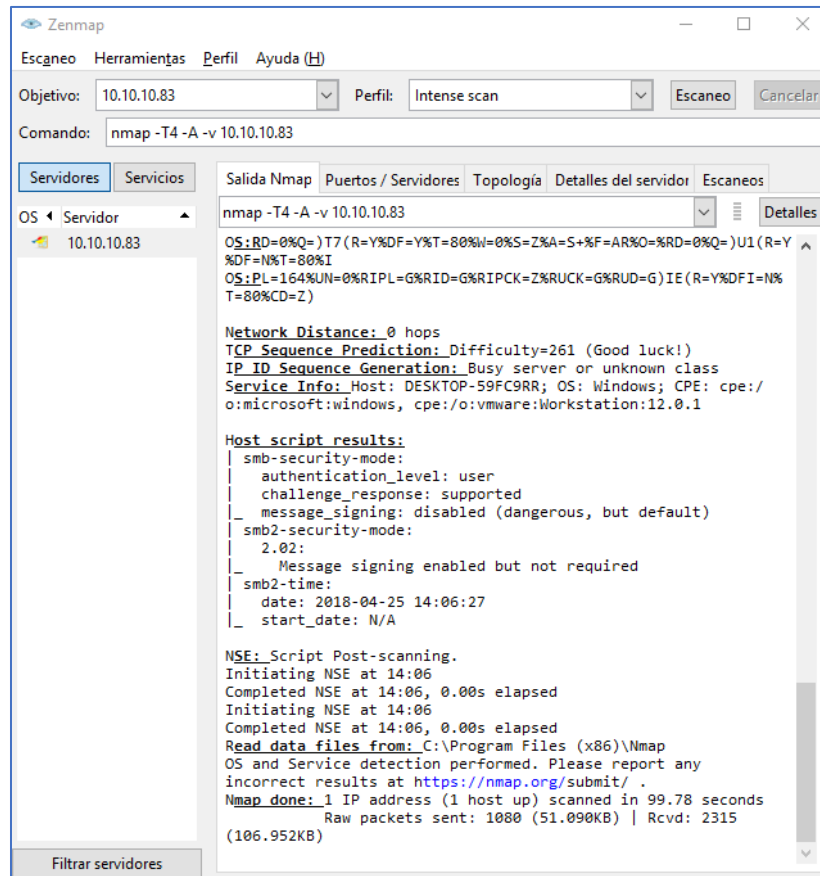 Zenmap
Escaneo Herramientas Perfil Ayuda (H)
Objetivo: 10.10.10.83 Perfil: Intense scan Escaneo Cancelar
Comando: nmap -T4 -A -v 10.10.10.83
Servidores Servicios
Salida Nmap Puertos / Servidores Topología Detalles del servidor Escaneos
OS Servidor
nmap -T4 -A -v 10.10.10.83 Detalles
10.10.10.83
OS:RD=0%Q=)T7(R=Y%DF=Y%T=80%W=0%S=Z%A=S+%F=AR%O=%RD=0%Q=)U1(R=Y
%DF=N%T=80%I
OS:PL=164%UN=0%RIPL=G%RID=G%RIPCK=Z%RUCK=G%RUD=G)IE(R=Y%DFI=N%
T=80%CD=Z)
Network Distance: 0 hops
TCP Sequence Prediction: Difficulty=261 (Good luck!)
IP ID Sequence Generation: Busy server or unknown class
Service Info: Host: DESKTOP-59FC9RR; OS: Windows; CPE: cpe:/
o:microsoft:windows, cpe:/o:vmware:Workstation:12.0.1
Host script results:
| smb-security-mode:
|   authentication_level: user
|   challenge_response: supported
|_  message_signing: disabled (dangerous, but default)
| smb2-security-mode:
|   2.02:
|_    Message signing enabled but not required
| smb2-time:
|   date: 2018-04-25 14:06:27
|_  start_date: N/A
NSE: Script Post-scanning.
Initiating NSE at 14:06
Completed NSE at 14:06, 0.00s elapsed
Initiating NSE at 14:06
Completed NSE at 14:06, 0.00s elapsed
Read data files from: C:\Program Files (x86)\Nmap
OS and Service detection performed. Please report any
incorrect results at https://nmap.org/submit/ .
Nmap done: 1 IP address (1 host up) scanned in 99.78 seconds
Raw packets sent: 1080 (51.090KB) | Rcvd: 2315
(106.952KB)
Filtrar servidores